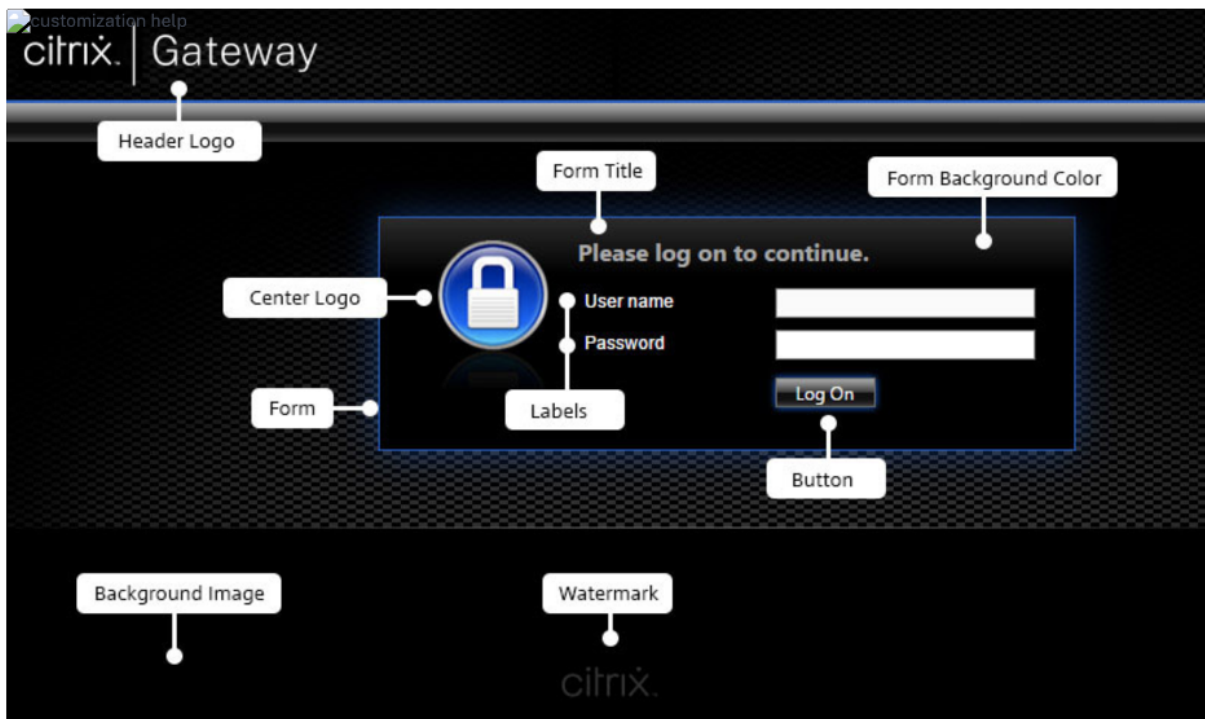 customization help
citrix. | Gateway
Header Logo
Form Title
Form Background Color
Please log on to continue.
Center Logo
User name
Password
Form
Labels
Log On
Button
Background Image
Watermark
citrix.